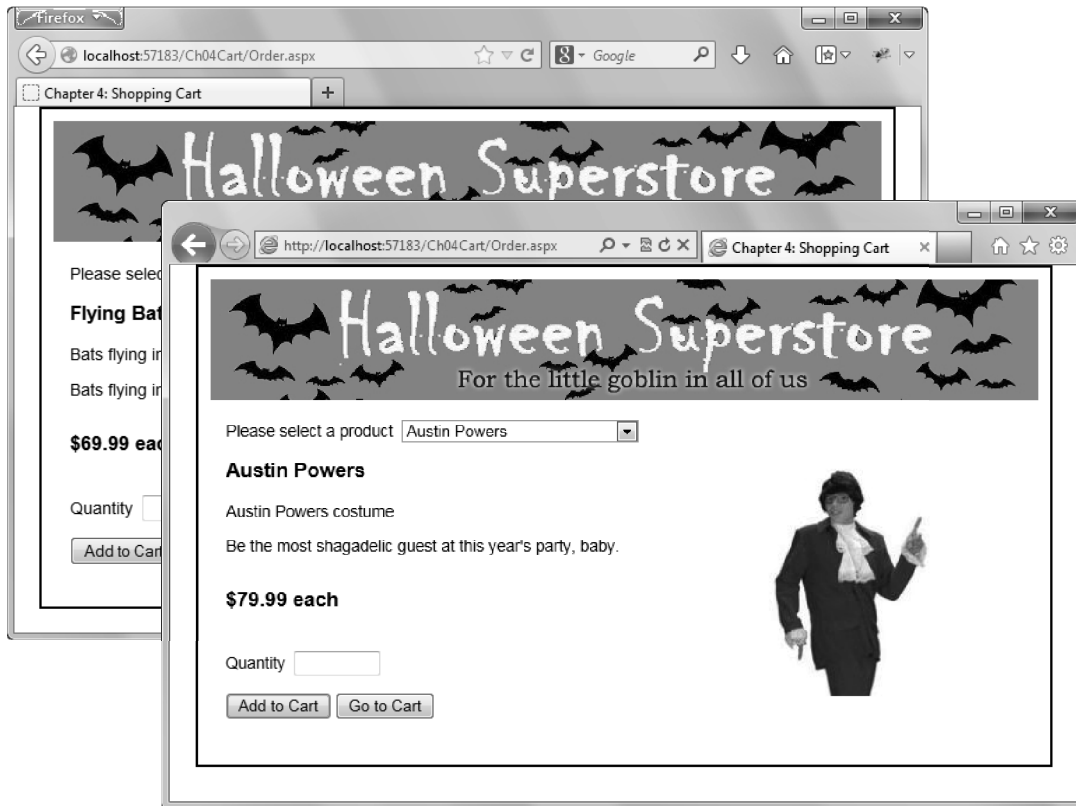 Firefox
localhost:57183/Ch04Cart/Order.aspx
Google
Chapter 4: Shopping Cart
Halloween Superstore
Please selec
Flying Bat
Bats flying in
Bats flying in
$69.99 eac
Quantity
Add to Cart
http://localhost:57183/Ch04Cart/Order.aspx
Chapter 4: Shopping Cart
Halloween Superstore
For the little goblin in all of us
Please select a product Austin Powers
Austin Powers
Austin Powers costume
Be the most shagadelic guest at this year's party, baby.
$79.99 each
Quantity
Add to Cart Go to Cart